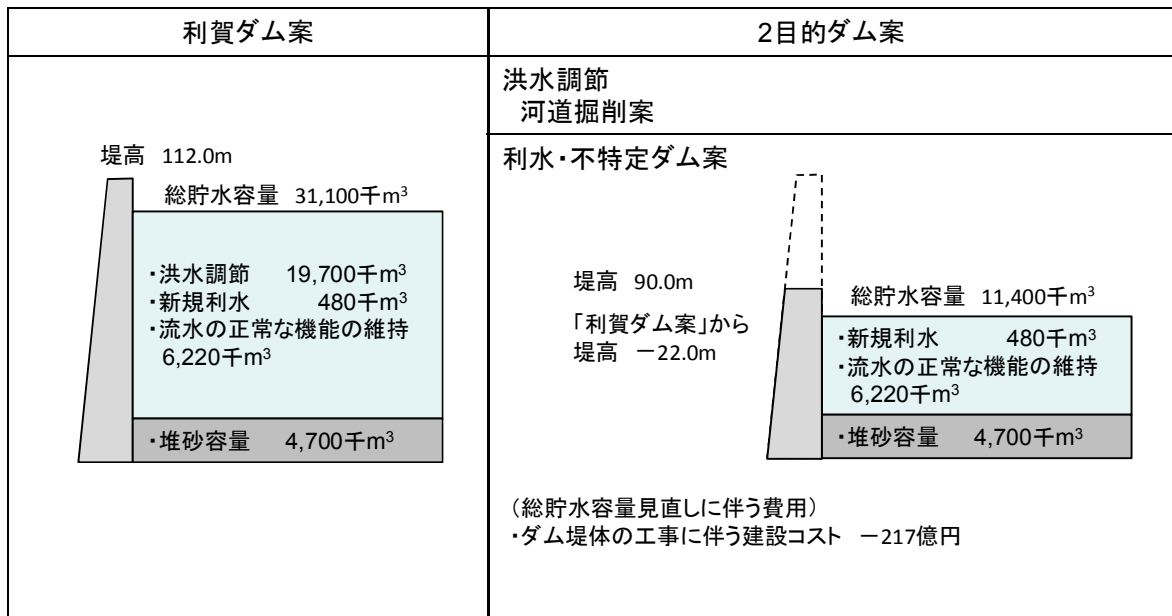 利賀ダム案
2目的ダム案
堤高 112.0m
総貯水容量 31,100千m³
・洪水調節 19,700千m³
・新規利水 480千m³
・流水の正常な機能の維持
6,220千m³
・堆砂容量 4,700千m³
洪水調節
河道掘削案
利水・不特定ダム案
堤高 90.0m
「利賀ダム案」から
堤高 －22.0m
総貯水容量 11,400千m³
・新規利水 480千m³
・流水の正常な機能の維持
6,220千m³
・堆砂容量 4,700千m³
（総貯水容量見直しに伴う費用）
・ダム堤体の工事に伴う建設コスト －217億円